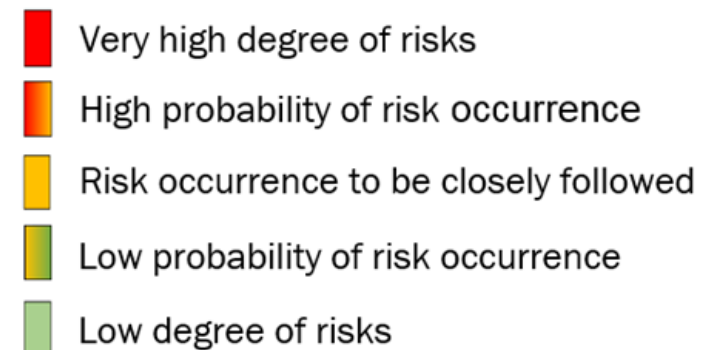 Very high degree of risks
High probability of risk occurrence
Risk occurrence to be closely followed
Low probability of risk occurrence
Low degree of risks